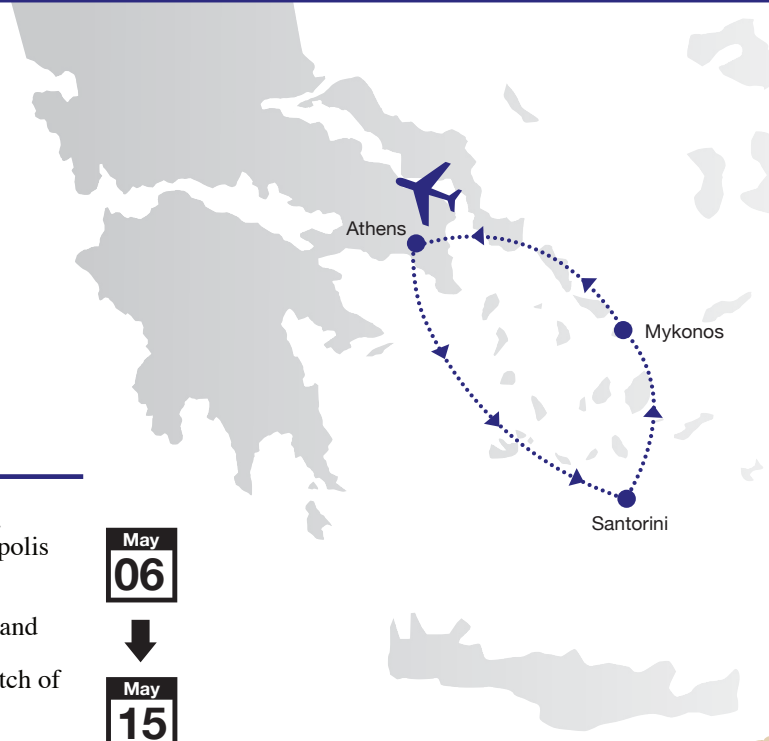 Athens
Mykonos
Santorini
polis
and
tch of
May
06
May
15